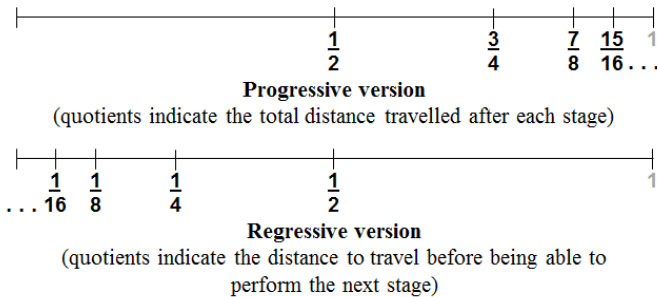 1/2 3/4 7/8 15/16 ... 1
Progressive version
(quotients indicate the total distance travelled after each stage)
... 1/16 1/8 1/4 1/2 1
Regressive version
(quotients indicate the distance to travel before being able to
perform the next stage)